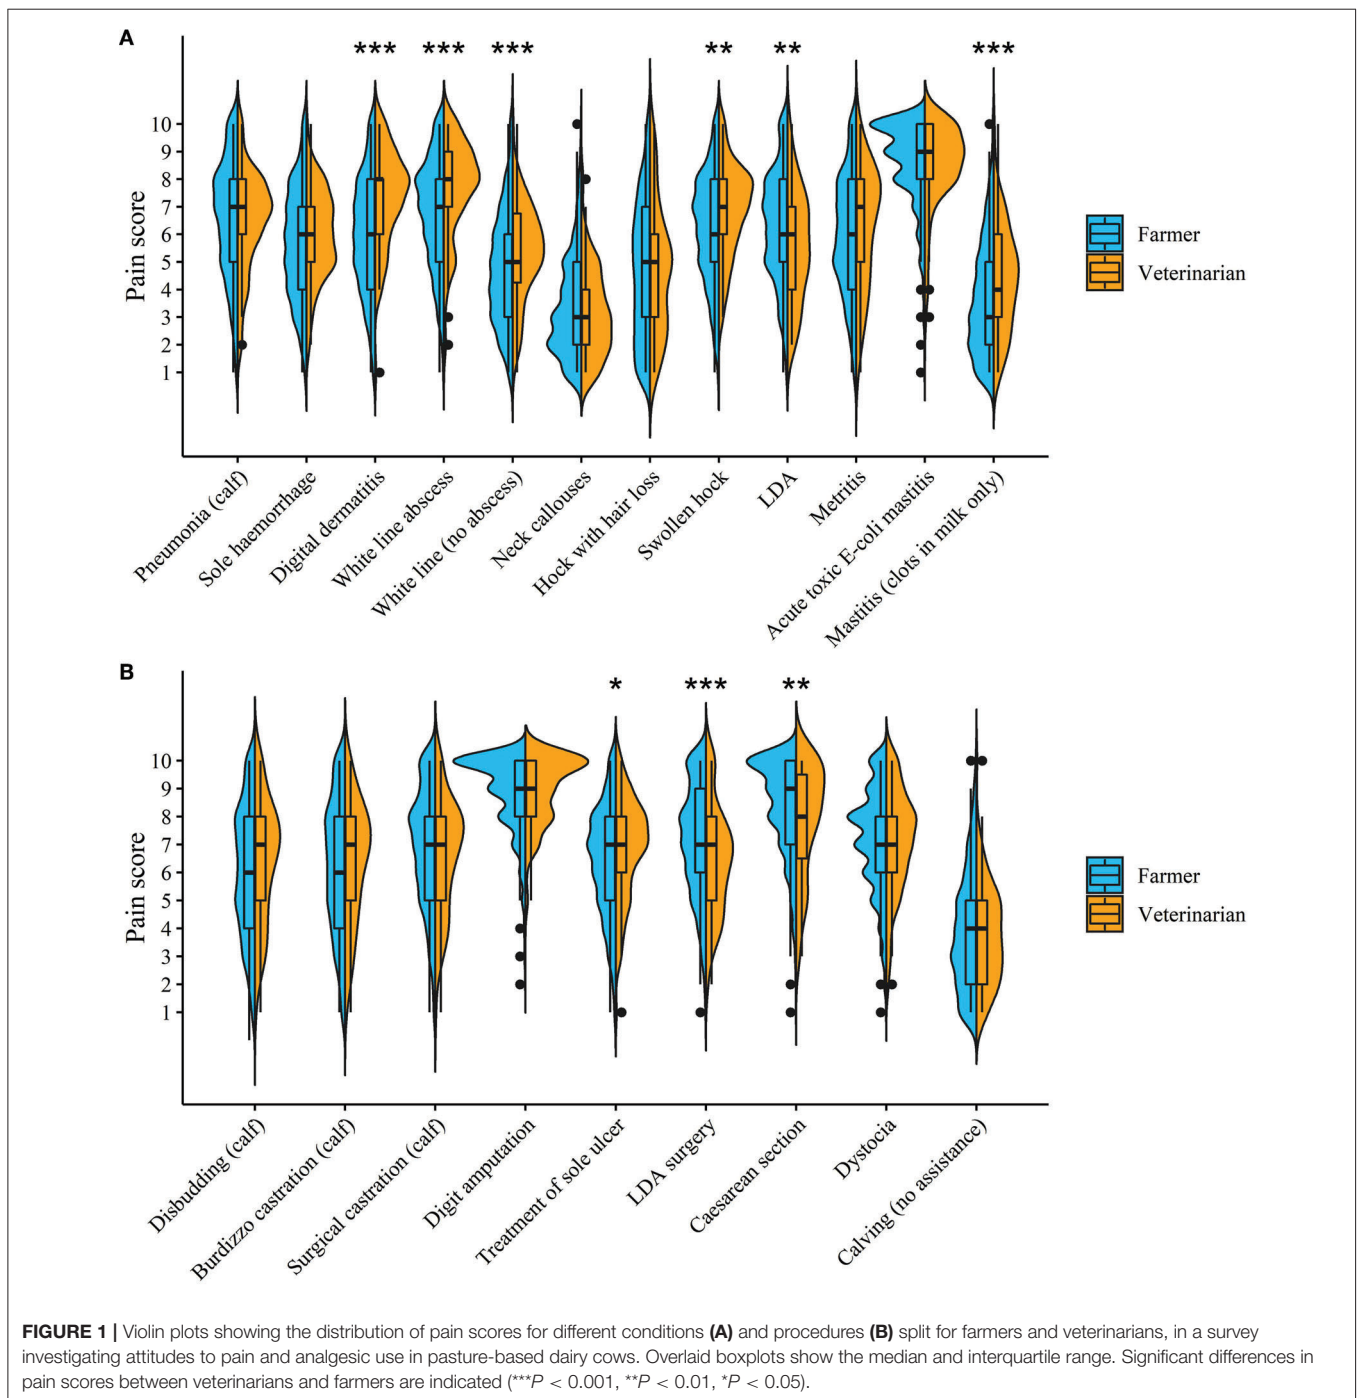 A
*** *** *** ** ** ***
10
9
8
7
6
5
4
3
2
1
Pain score
Farmer
Veterinarian
Pneumonia (calf)
Sole haemorrhage
Digital dermatitis
White line abscess
White line (no abscess)
Neck callouses
Hock with hair loss
Swollen hock
LDA
Metritis
Acute toxic E-coli mastitis
Mastitis (clots in milk only)
B
* *** **
10
9
8
7
6
5
4
3
2
1
Pain score
Farmer
Veterinarian
Disbudding (calf)
Burdizzo castration (calf)
Surgical castration (calf)
Digit amputation
Treatment of sole ulcer
LDA surgery
Caesarean section
Dystocia
Calving (no assistance)
FIGURE 1 | Violin plots showing the distribution of pain scores for different conditions (A) and procedures (B) split for farmers and veterinarians, in a survey
investigating attitudes to pain and analgesic use in pasture-based dairy cows. Overlaid boxplots show the median and interquartile range. Significant differences in
pain scores between veterinarians and farmers are indicated (***P < 0.001, **P < 0.01, *P < 0.05).